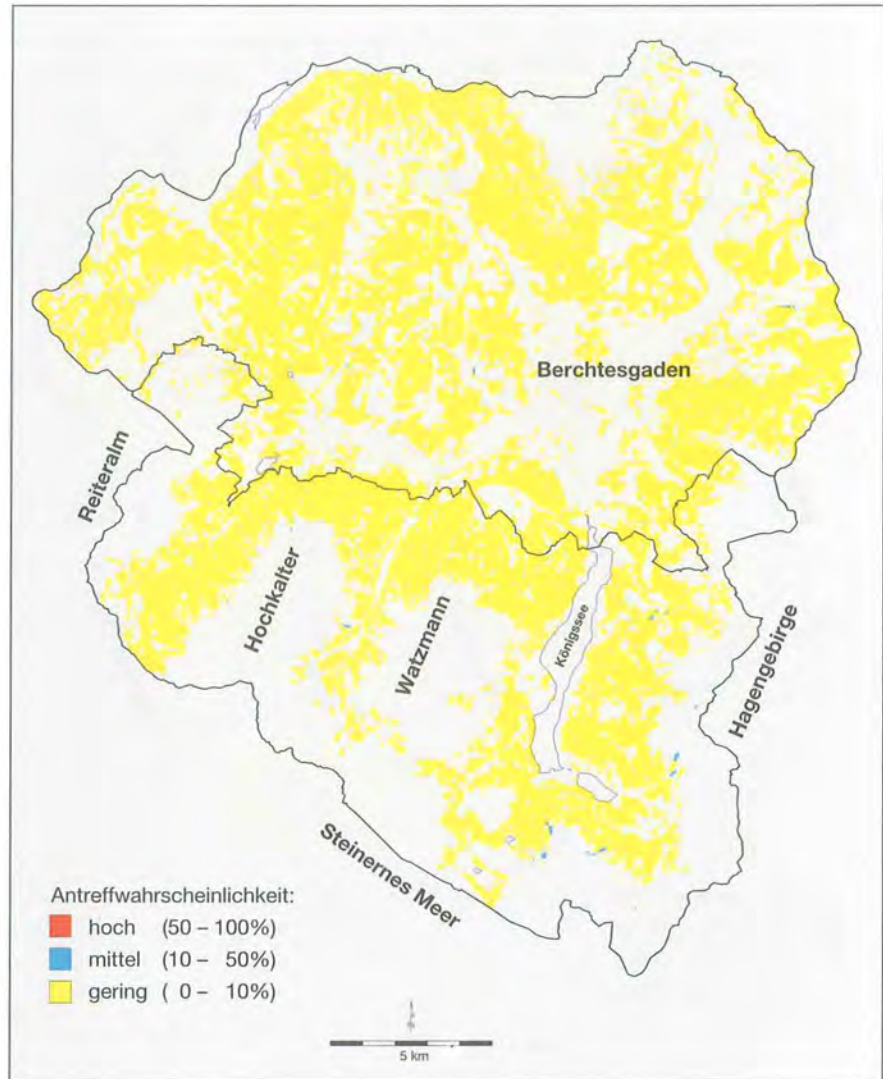 Berchtesgaden
Reiteralm
Hochkalter
Watzmann
Königssee
Hagengebirge
Steinernes Meer
Antreffwahrscheinlichkeit:
hoch (50 – 100%)
mittel (10 – 50%)
gering ( 0 – 10%)
5 km